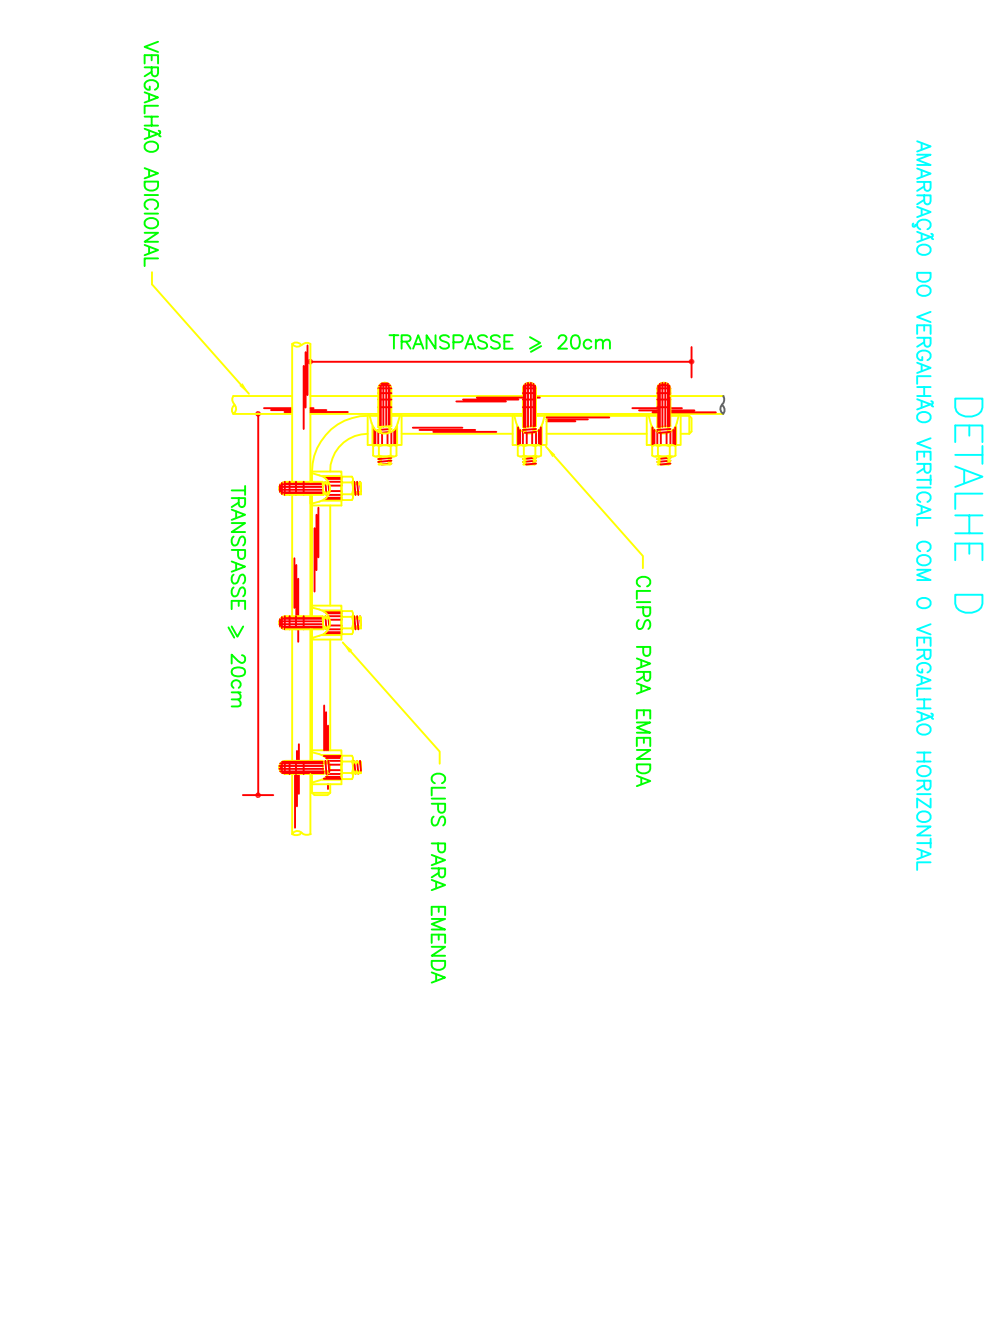 DETALHE D
AMARRAÇÃO DO VERGALHÃO VERTICAL COM O VERGALHÃO HORIZONTAL
CLIPS PARA EMENDA
TRANSPASSE ⩾ 20cm
CLIPS PARA EMENDA
TRANSPASSE ⩾ 20cm
VERGALHÃO ADICIONAL